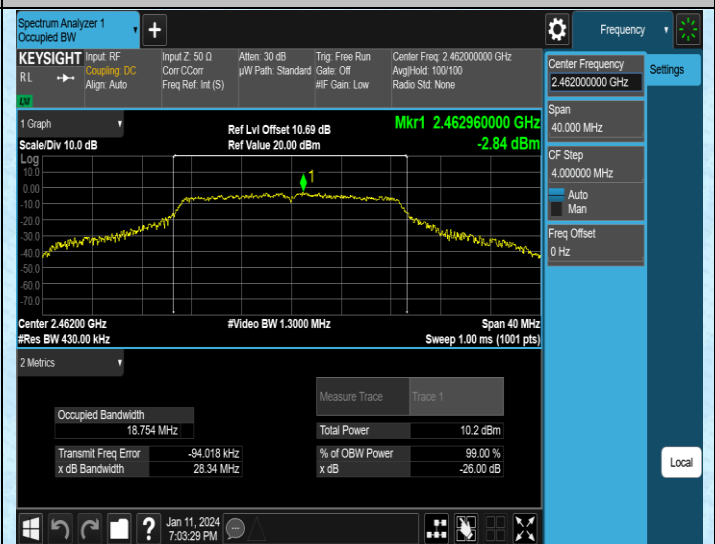 Spectrum Analyzer 1
Occupied BW
+
Frequency
KEYSIGHT
RL
Input: RF
Coupling: DC
Align: Auto
Input Z: 50 Ω
Corr CCorr
Freq Ref: Int (S)
Atten: 30 dB
µW Path: Standard
Trig: Free Run
Gate: Off
#IF Gain: Low
Center Freq: 2.462000000 GHz
Avg|Hold: 100/100
Radio Std: None
1 Graph
Scale/Div 10.0 dB
Ref Lvl Offset 10.69 dB
Ref Value 20.00 dBm
Mkr1 2.462960000 GHz
-2.84 dBm
Log
10.0
0.00
-10.0
-20.0
-30.0
-40.0
-50.0
-60.0
-70.0
1
Center 2.46200 GHz
#Res BW 430.00 kHz
#Video BW 1.3000 MHz
Span 40 MHz
Sweep 1.00 ms (1001 pts)
2 Metrics
Measure Trace Trace 1
Occupied Bandwidth
18.754 MHz
Total Power 10.2 dBm
Transmit Freq Error -94.018 kHz
% of OBW Power 99.00 %
x dB Bandwidth 28.34 MHz
x dB -26.00 dB
Center Frequency
2.462000000 GHz
Span
40.000 MHz
CF Step
4.000000 MHz
Auto
Man
Freq Offset
0 Hz
Settings
Local
?
Jan 11, 2024
7:03:29 PM